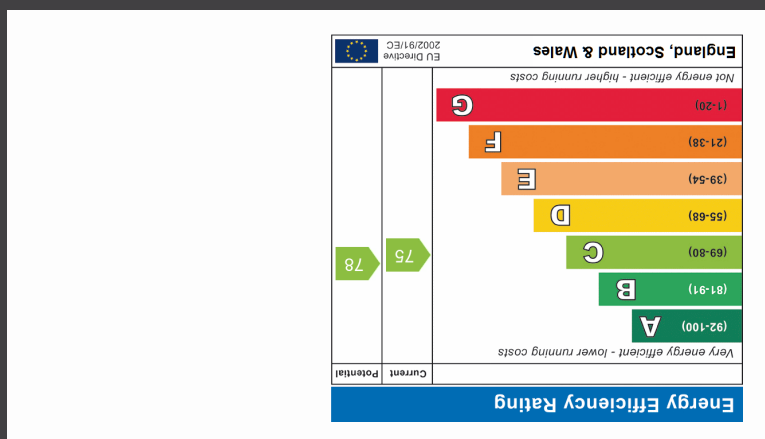 Energy Efficiency Rating
Current Potential
Very energy efficient - lower running costs
(92-100) A
(81-91) B
(69-80) C
75
78
(55-68) D
(39-54) E
(21-38) F
(1-20) G
Not energy efficient - higher running costs
England, Scotland & Wales
EU Directive
2002/91/EC